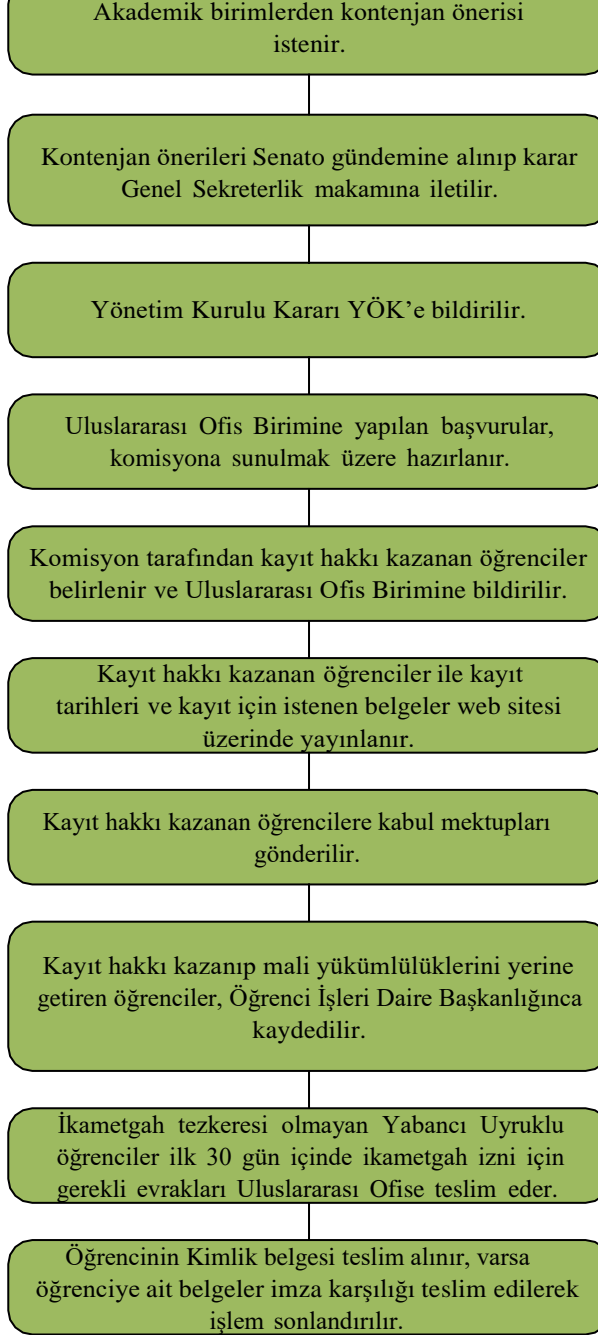 Akademik birimlerden kontenjan önerisi
istenir.
Kontenjan önerileri Senato gündemine alınıp karar
Genel Sekreterlik makamına iletilir.
Yönetim Kurulu Kararı YÖK’e bildirilir.
Uluslararası Ofis Birimine yapılan başvurular,
komisyona sunulmak üzere hazırlanır.
Komisyon tarafından kayıt hakkı kazanan öğrenciler
belirlenir ve Uluslararası Ofis Birimine bildirilir.
Kayıt hakkı kazanan öğrenciler ile kayıt
tarihleri ve kayıt için istenen belgeler web sitesi
üzerinde yayınlanır.
Kayıt hakkı kazanan öğrencilere kabul mektupları
gönderilir.
Kayıt hakkı kazanıp mali yükümlülüklerini yerine
getiren öğrenciler, Öğrenci İşleri Daire Başkanlığınca
kaydedilir.
İkametgah tezkeresi olmayan Yabancı Uyruklu
öğrenciler ilk 30 gün içinde ikametgah izni için
gerekli evrakları Uluslararası Ofise teslim eder.
Öğrencinin Kimlik belgesi teslim alınır, varsa
öğrenciye ait belgeler imza karşılığı teslim edilerek
işlem sonlandırılır.